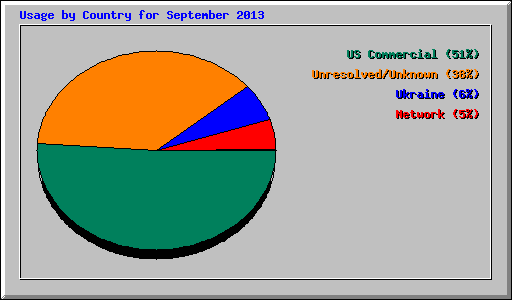 Usage by Country for September 2013
US Commercial (51%)
Unresolved/Unknown (38%)
Ukraine (6%)
Network (5%)